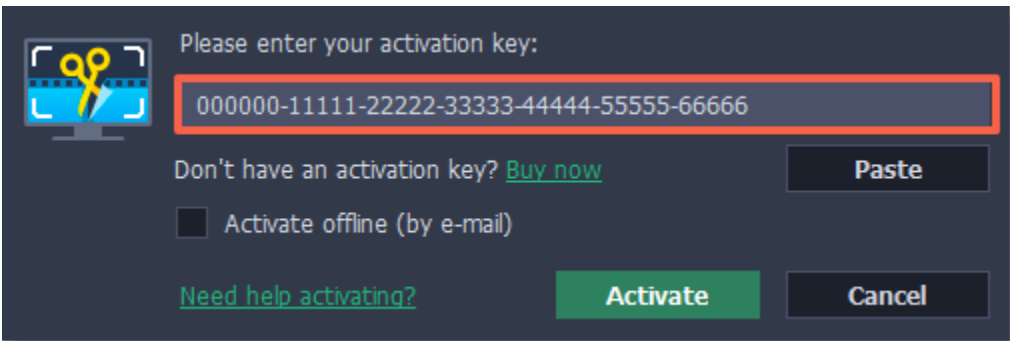 Please enter your activation key:
000000-11111-22222-33333-44444-55555-66666
Don't have an activation key? Buy now
Paste
Activate offline (by e-mail)
Need help activating?
Activate
Cancel